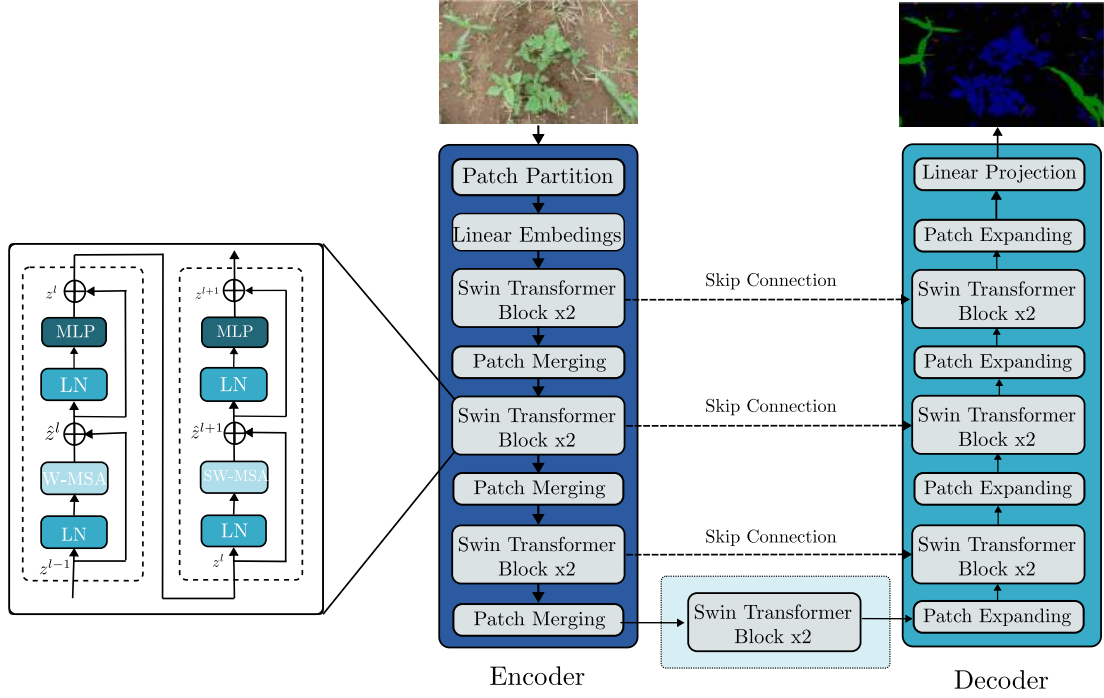 Patch Partition
Linear Embedings
Swin Transformer
Block x2
Patch Merging
Swin Transformer
Block x2
Patch Merging
Swin Transformer
Block x2
Patch Merging
Encoder
z^l
MLP
LN
ẑ^l
W-MSA
LN
z^{l-1}
z^{l+1}
MLP
LN
ẑ^{l+1}
SW-MSA
LN
z^l
Skip Connection
Skip Connection
Skip Connection
Swin Transformer
Block x2
Linear Projection
Patch Expanding
Swin Transformer
Block x2
Patch Expanding
Swin Transformer
Block x2
Patch Expanding
Swin Transformer
Block x2
Patch Expanding
Decoder